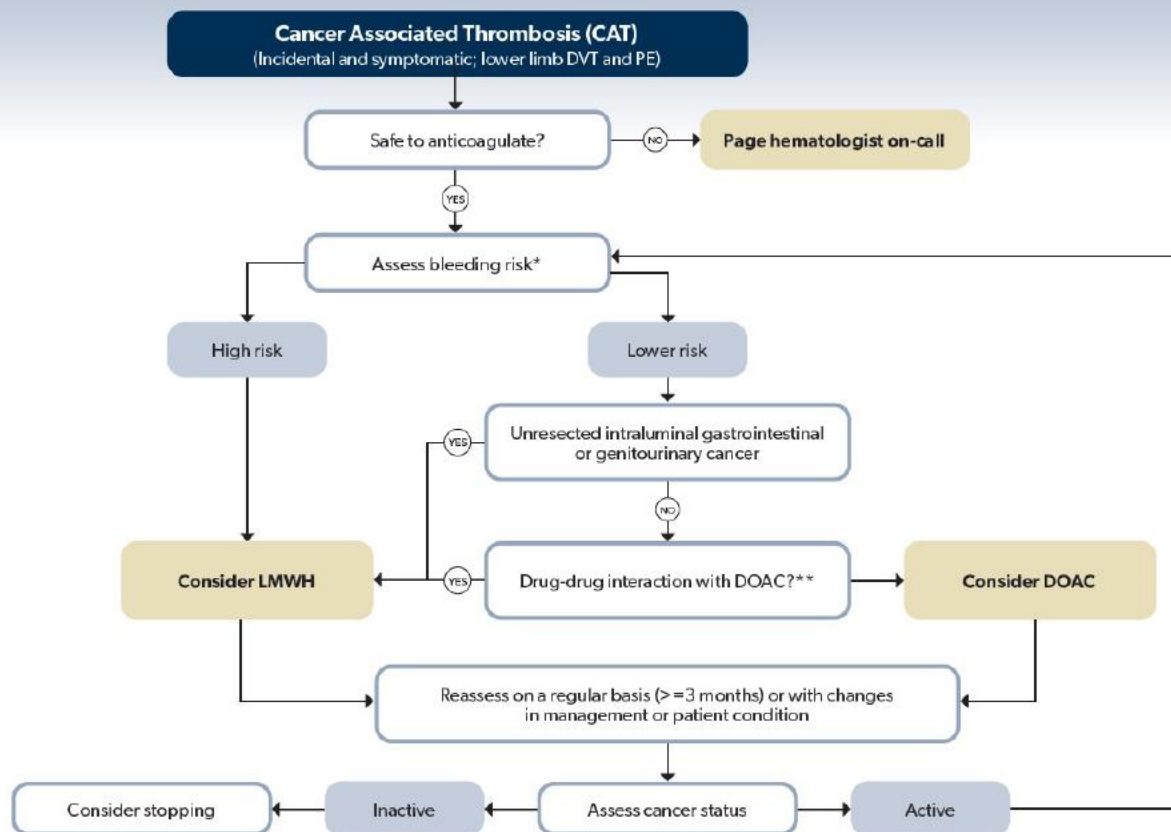 Cancer Associated Thrombosis (CAT)
(Incidental and symptomatic; lower limb DVT and PE)
Safe to anticoagulate?
NO
Page hematologist on-call
YES
Assess bleeding risk*
High risk
Lower risk
YES
Unresected intraluminal gastrointestinal
or genitourinary cancer
NO
Consider LMWH
YES
Drug-drug interaction with DOAC?**
Consider DOAC
Reassess on a regular basis (>=3 months) or with changes
in management or patient condition
Consider stopping
Inactive
Assess cancer status
Active